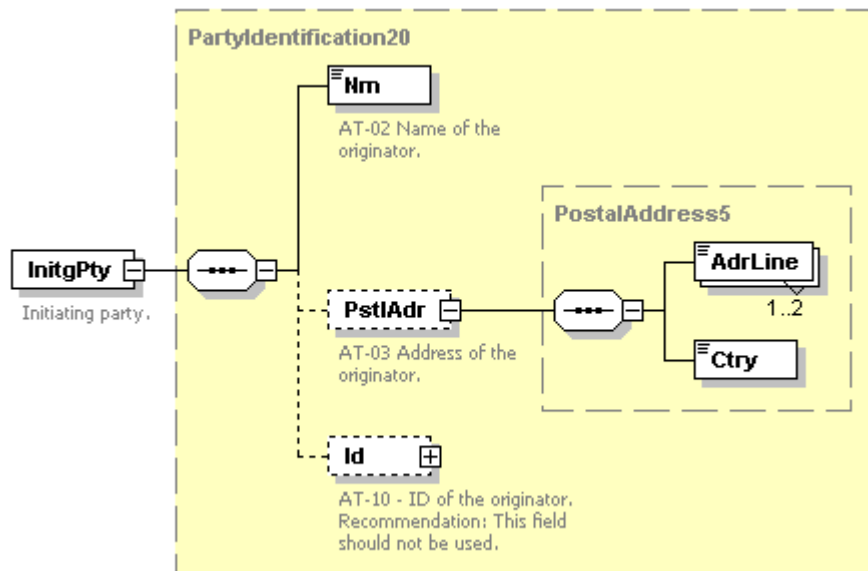 PartyIdentification20
Nm
AT-02 Name of the
originator.
InitgPty
Initiating party.
PstlAdr
AT-03 Address of the
originator.
PostalAddress5
AdrLine
1..2
Ctry
Id
AT-10 - ID of the originator.
Recommendation: This field
should not be used.